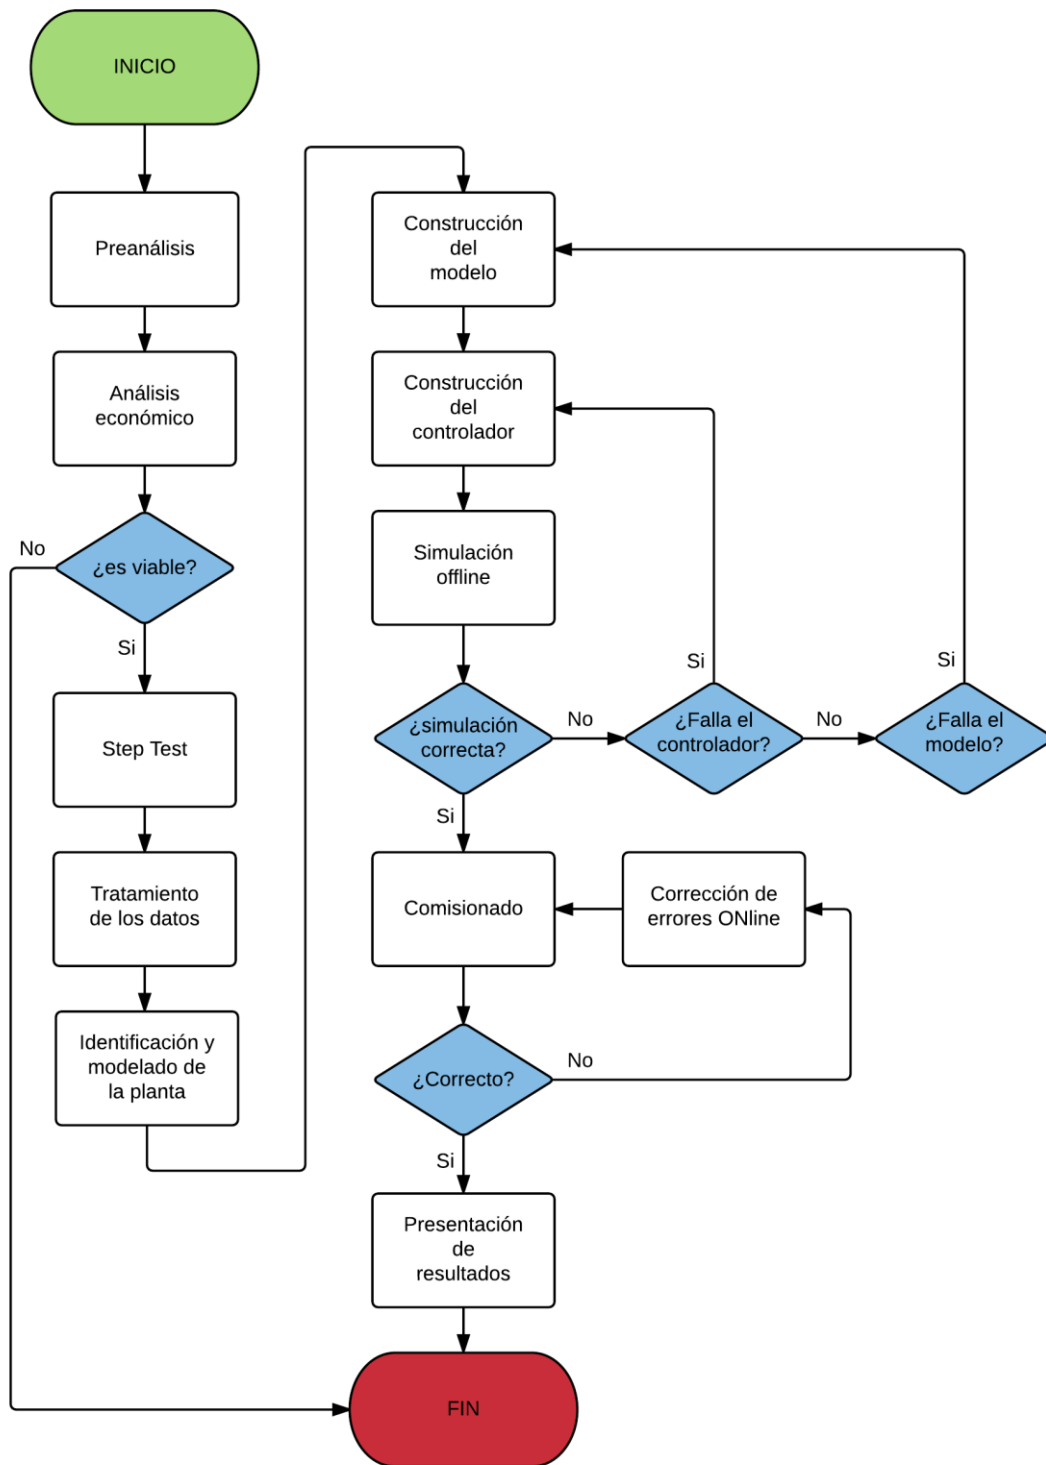 INICIO
Preanálisis
Análisis
económico
¿es viable?
No
Si
Step Test
Tratamiento
de los datos
Identificación y
modelado de
la planta
Construcción
del
modelo
Construcción
del
controlador
Simulación
offline
¿simulación
correcta?
No
¿Falla el
controlador?
Si
No
¿Falla el
modelo?
Si
Si
Comisionado
Corrección de
errores ONline
¿Correcto?
No
Si
Presentación
de
resultados
FIN